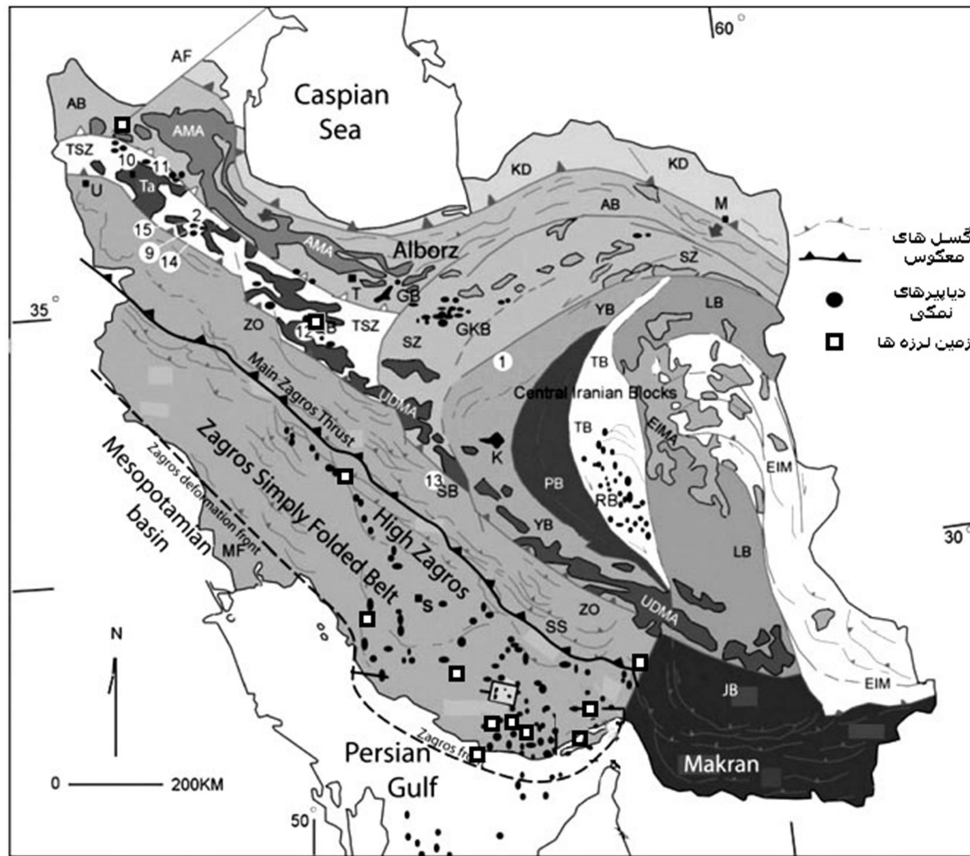 60°
AF
Caspian
Sea
AB
AMA
TSZ
10
11
KD
KD
Ta
U
M
AB
2
15
Alborz
9
14
AMA
SZ
گسل های
معکوس
T
GB
35°
ZO
TSZ
GKB
YB
LB
دیاپیرهای
نمکی
12
B
SZ
1
TB
زمین لرزه ها
Main Zagros Thrust
UDMA
Central Iranian Blocks
TB
EIMA
K
EIM
Zagros Simply Folded Belt
13
SB
PB
RB
Zagros deformation front
Mesopotamian
basin
High Zagros
YB
LB
30°
MF
S
ZO
UDMA
N
SS
JB
EIM
Zagros fro
Persian
Gulf
Makran
0
200KM
50°